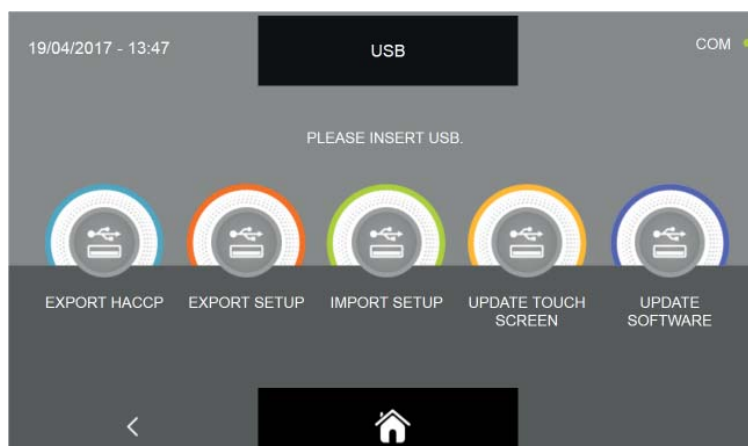 19/04/2017 - 13:47
USB
COM
PLEASE INSERT USB.
EXPORT HACCP
EXPORT SETUP
IMPORT SETUP
UPDATE TOUCH
SCREEN
UPDATE
SOFTWARE